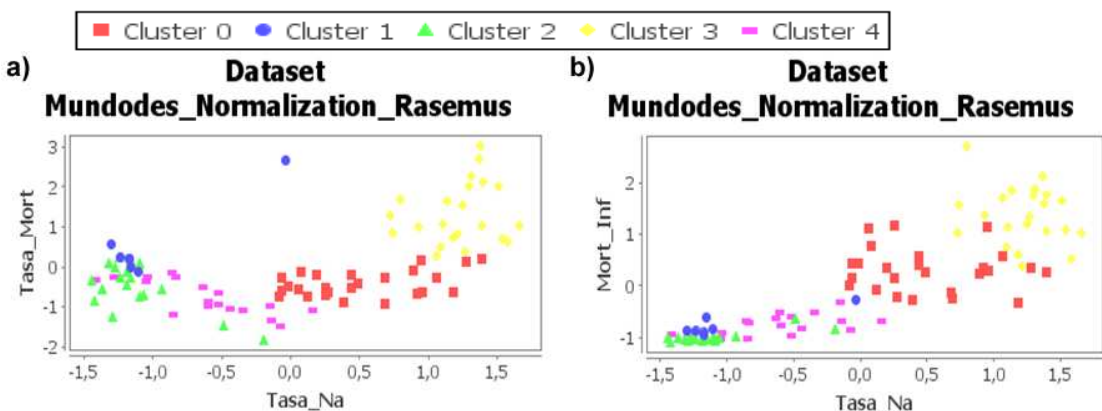 Cluster 0 Cluster 1 Cluster 2 Cluster 3 Cluster 4
a)
Dataset
Mundodes_Normalization_Rasemus
Tasa_Mort
3
2
1
0
-1
-2
-1,5 -1,0 -0,5 0,0 0,5 1,0 1,5
Tasa_Na
b)
Dataset
Mundodes_Normalization_Rasemus
Mort_Inf
2
1
0
-1
-1,5 -1,0 -0,5 0,0 0,5 1,0 1,5
Tasa_Na